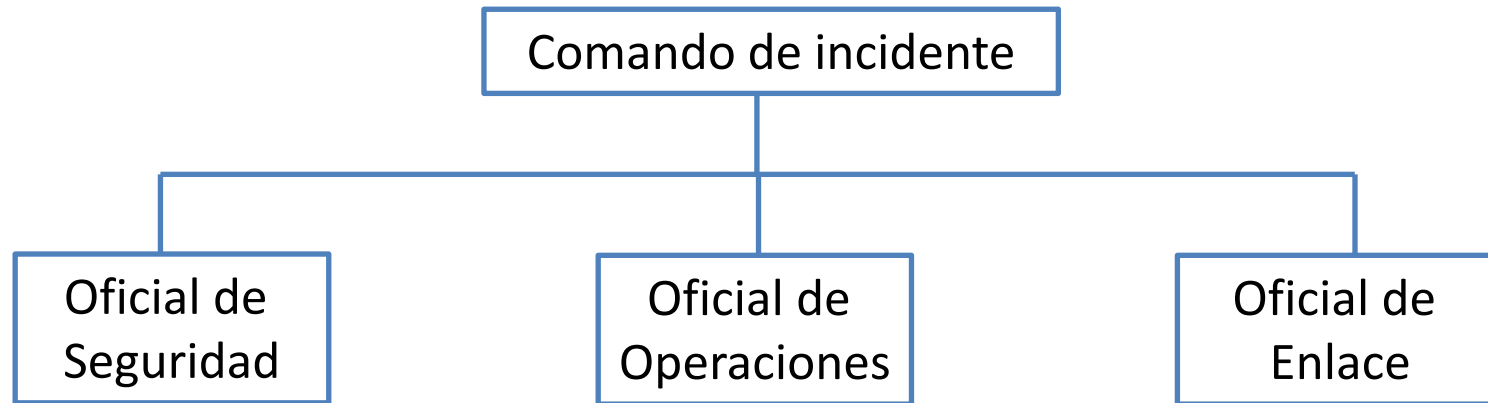 Comando de incidente
Oficial de
Seguridad
Oficial de
Operaciones
Oficial de
Enlace